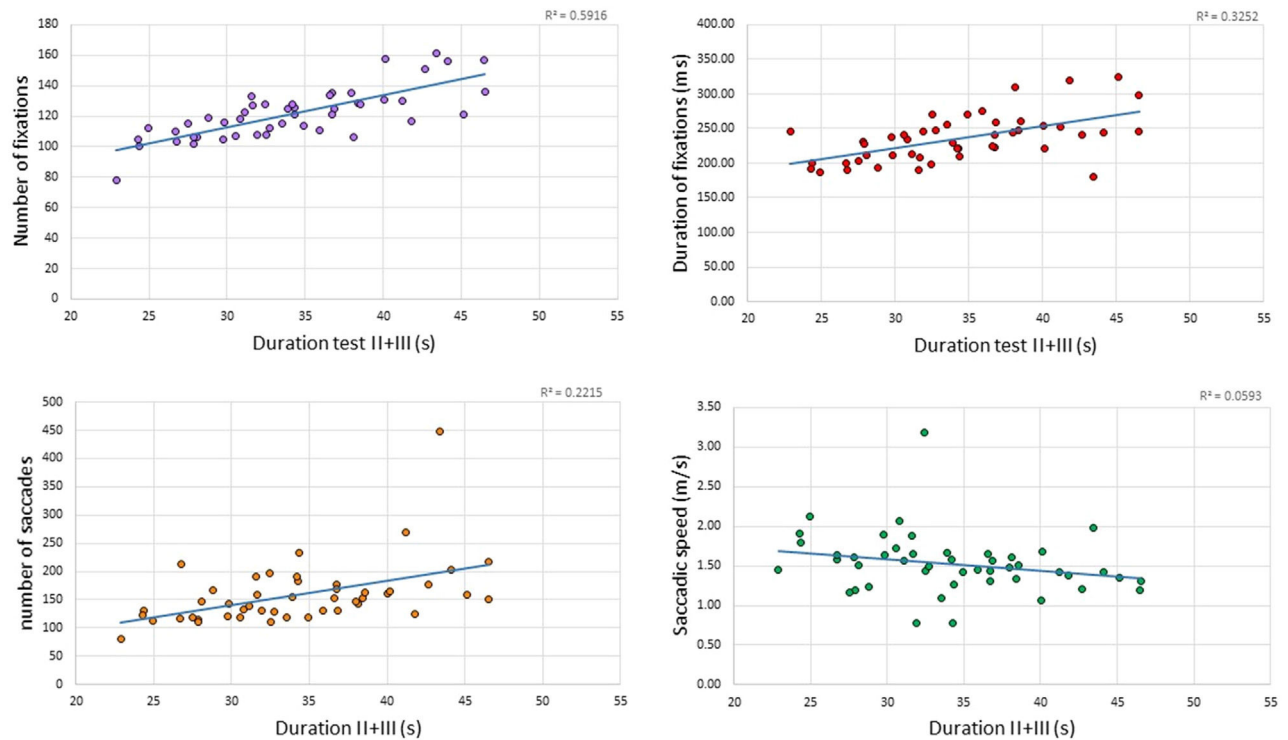 R² = 0.5916
180
160
140
120
100
80
60
40
20
0
Number of fixations
20 25 30 35 40 45 50 55
Duration test II+III (s)
R² = 0.3252
400.00
350.00
300.00
250.00
200.00
150.00
100.00
50.00
0.00
Duration of fixations (ms)
20 25 30 35 40 45 50 55
Duration test II+III (s)
R² = 0.2215
500
450
400
350
300
250
200
150
100
50
0
number of saccades
20 25 30 35 40 45 50 55
Duration II+III (s)
R² = 0.0593
3.50
3.00
2.50
2.00
1.50
1.00
0.50
0.00
Saccadic speed (m/s)
20 25 30 35 40 45 50 55
Duration II+III (s)